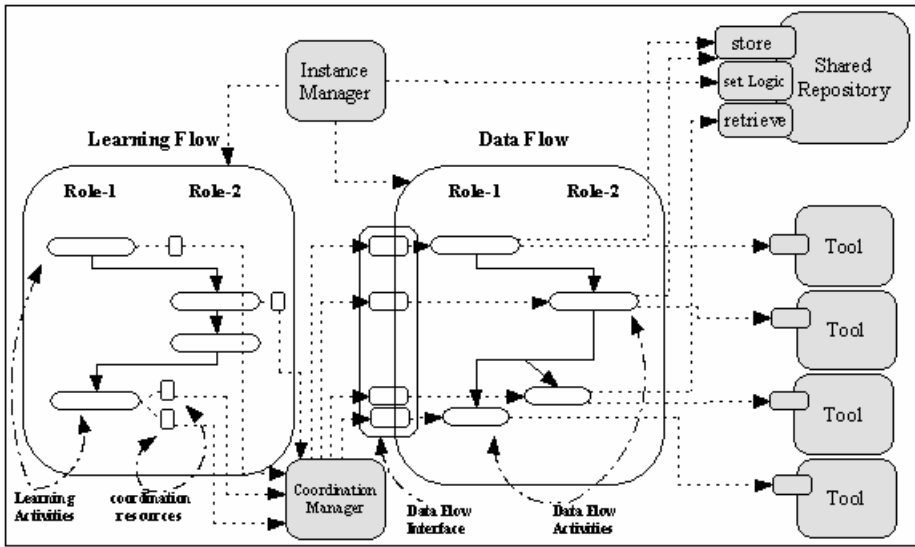 store
Instance
Manager
set Logic
Shared
Repository
retrieve
Learning Flow
Data Flow
Role-1
Role-2
Role-1
Role-2
Tool
Tool
Tool
Tool
Learning
Activities
coordination
resources
Coordination
Manager
Data Flow
Interface
Data Flow
Activities